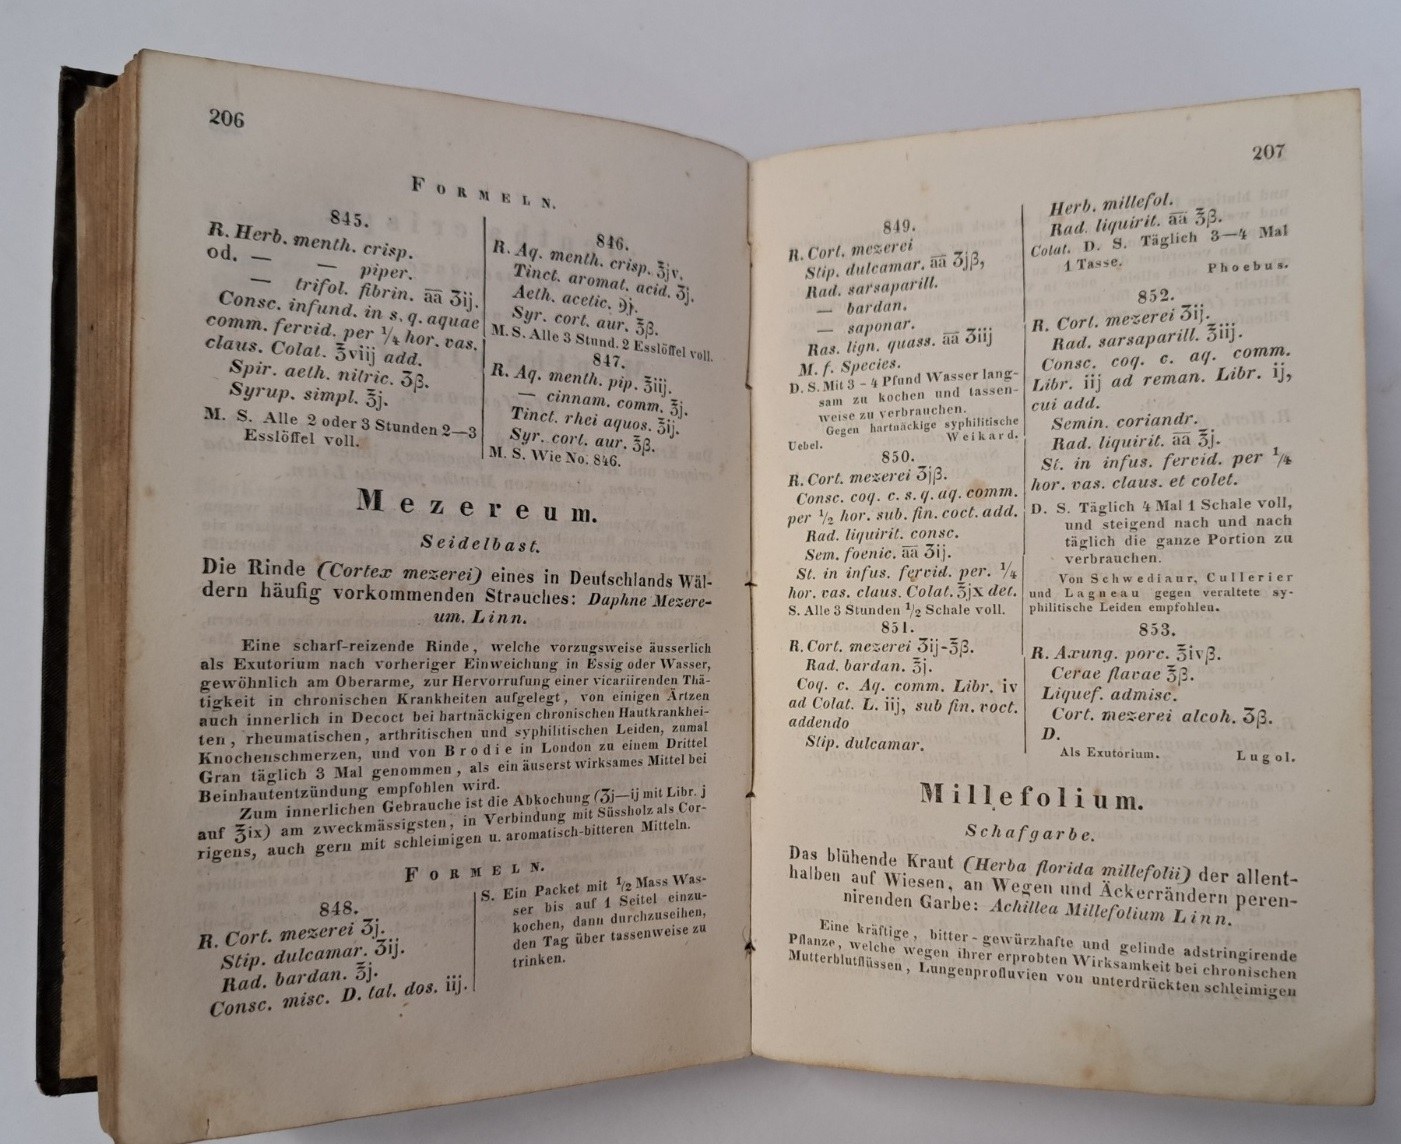 206
FORMELN.
845.
R. Herb. menth. crisp.
od. — — piper.
— trifol. fibrin. āā ʒij.
Consc. infund. in s. q. aquae
comm. fervid. per 1/4 hor. vas.
claus. Colat. ℥viij add.
Spir. aeth. nitric. ʒβ.
Syrup. simpl. ℥j.
M. S. Alle 2 oder 3 Stunden 2—3
Esslöffel voll.
846.
R. Aq. menth. crisp. ℥jv.
Tinct. aromat. acid. ʒj.
Aeth. acetic. ℈j.
Syr. cort. aur. ℥β.
M. S. Alle 3 Stund. 2 Esslöffel voll.
847.
R. Aq. menth. pip. ℥iij.
— cinnam. comm. ℥j.
Tinct. rhei aquos. ℥ij.
Syr. cort. aur. ℥β.
M. S. Wie No. 846.
Mezereum.
Seidelbast.
Die Rinde (Cortex mezerei) eines in Deutschlands Wäl-
dern häufig vorkommenden Strauches: Daphne Mezere-
um. Linn.
Eine scharf-reizende Rinde, welche vorzugsweise äusserlich
als Exutorium nach vorheriger Einweichung in Essig oder Wasser,
gewöhnlich am Oberarme, zur Hervorrufung einer vicariirenden Thä-
tigkeit in chronischen Krankheiten aufgelegt, von einigen Ärtzen
auch innerlich in Decoct bei hartnäckigen chronischen Hautkrankhei-
ten, rheumatischen, arthritischen und syphilitischen Leiden, zumal
Knochenschmerzen, und von Brodie in London zu einem Drittel
Gran täglich 3 Mal genommen, als ein äuserst wirksames Mittel bei
Beinhautentzündung empfohlen wird.
Zum innerlichen Gebrauche ist die Abkochung (ʒj—ij mit Libr. j
auf ℥ix) am zweckmässigsten, in Verbindung mit Süssholz als Cor-
rigens, auch gern mit schleimigen u. aromatisch-bitteren Mitteln.
FORMELN.
848.
R. Cort. mezerei ʒj.
Stip. dulcamar. ʒij.
Rad. bardan. ℥j.
Consc. misc. D. tal. dos. iij.
S. Ein Packet mit 1/2 Mass Was-
ser bis auf 1 Seitel einzu-
kochen, dann durchzuseihen,
den Tag über tassenweise zu
trinken.
207
849.
R. Cort. mezerei
Stip. dulcamar. āā ʒjβ,
Rad. sarsaparill.
— bardan.
— saponar.
Ras. lign. quass. āā ʒiij
M. f. Species.
D. S. Mit 3 - 4 Pfund Wasser lang-
sam zu kochen und tassen-
weise zu verbrauchen.
Gegen hartnäckige syphilitische
Uebel. Weikard.
850.
R. Cort. mezerei ʒjβ.
Consc. coq. c. s. q. aq. comm.
per 1/2 hor. sub. fin. coct. add.
Rad. liquirit. consc.
Sem. foenic. āā ʒij.
St. in infus. fervid. per. 1/4
hor. vas. claus. Colat. ℥jx det.
S. Alle 3 Stunden 1/2 Schale voll.
851.
R. Cort. mezerei ʒij-℥β.
Rad. bardan. ℥j.
Coq. c. Aq. comm. Libr. iv
ad Colat. L. iij, sub fin. voct.
addendo
Stip. dulcamar.
Herb. millefol.
Rad. liquirit. āā ℥β.
Colat. D. S. Täglich 3—4 Mal
1 Tasse. Phoebus.
852.
R. Cort. mezerei ʒij.
Rad. sarsaparill. ℥iij.
Consc. coq. c. aq. comm.
Libr. iij ad reman. Libr. ij,
cui add.
Semin. coriandr.
Rad. liquirit. āā ℥j.
St. in infus. fervid. per 1/4
hor. vas. claus. et colet.
D. S. Täglich 4 Mal 1 Schale voll,
und steigend nach und nach
täglich die ganze Portion zu
verbrauchen.
Von Schwediaur, Cullerier
und Lagneau gegen veraltete sy-
philitische Leiden empfohlen.
853.
R. Axung. porc. ℥ivβ.
Cerae flavae ℥β.
Liquef. admisc.
Cort. mezerei alcoh. ʒβ.
D.
Als Exutorium. Lugol.
Millefolium.
Schafgarbe.
Das blühende Kraut (Herba florida millefolii) der allent-
halben auf Wiesen, an Wegen und Äckerrändern peren-
nirenden Garbe: Achillea Millefolium Linn.
Eine kräftige, bitter-gewürzhafte und gelinde adstringirende
Pflanze, welche wegen ihrer erprobten Wirksamkeit bei chronischen
Mutterblutflüssen, Lungenprofluvien von unterdrückten schleimigen